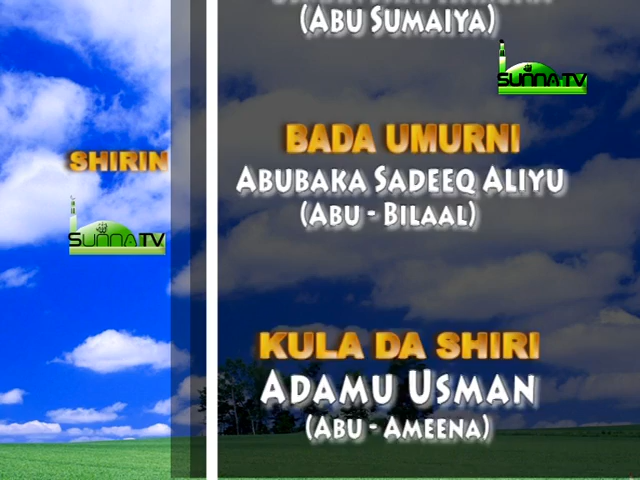 (ABU SUMAIYA)
SUNNA TV
BADA UMURNI
SHIRIN
ABUBAKA SADEEQ ALIYU
(ABU - BILAAL)
SUNNA TV
KULA DA SHIRI
ADAMU USMAN
(ABU - AMEENA)